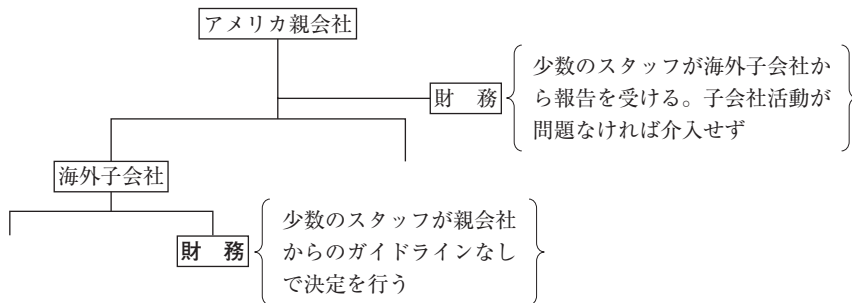 アメリカ親会社
財　務
少数のスタッフが海外子会社か
ら報告を受ける。子会社活動が
問題なければ介入せず
海外子会社
財　務
少数のスタッフが親会社
からのガイドラインなし
で決定を行う